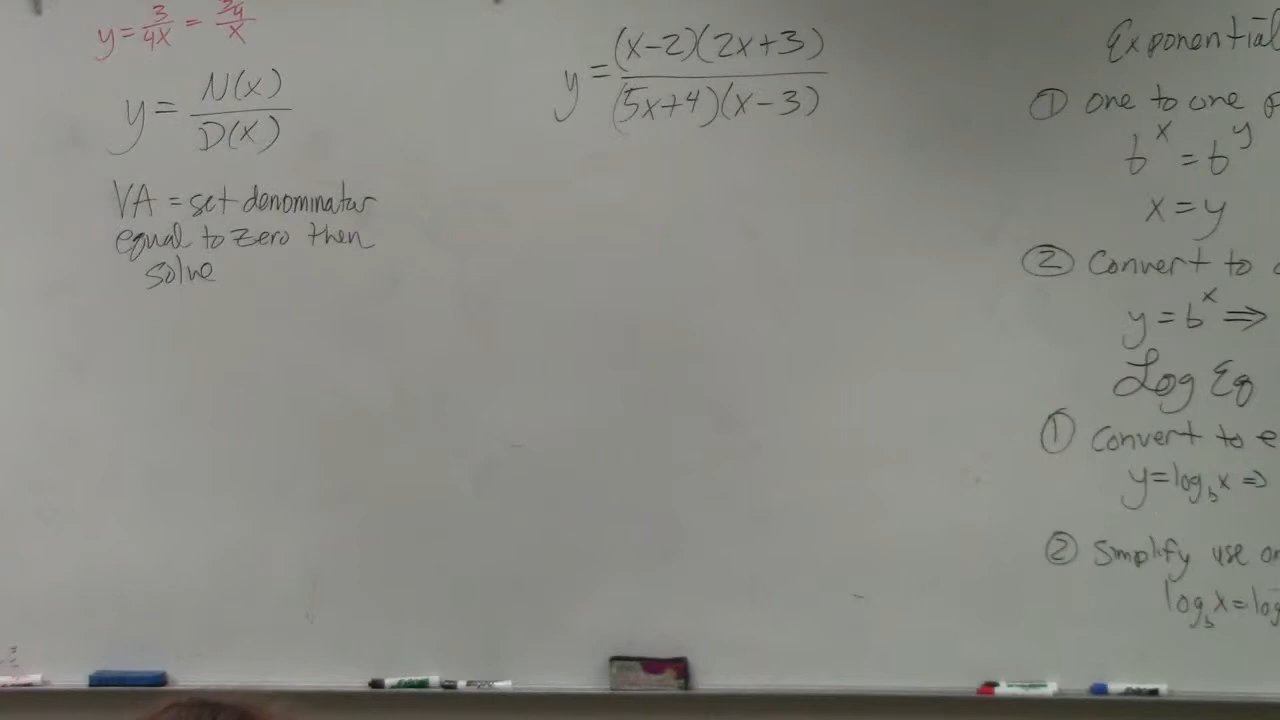 y = 3/4x = 3/4/x
y = N(x)/D(x)
VA = set denominator
equal to zero then
solve
y = (x-2)(2x+3)/(5x+4)(x-3)
Exponential
① one to one
b^x = b^y
x = y
② Convert to
y = b^x ⇒
Log Eq
① Convert to e
y = log_b x ⇒
② Simplify use
log_b x = log